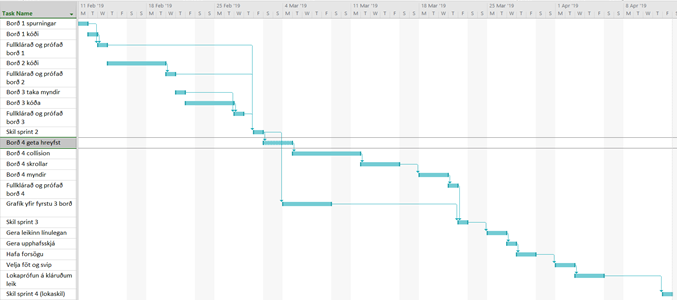 Task Name
11 Feb '19 18 Feb '19 25 Feb '19 4 Mar '19 11 Mar '19 18 Mar '19 25 Mar '19 1 Apr '19 8 Apr '19
M T W T F S S M T W T F S S M T W T F S S M T W T F S S M T W T F S S M T W T F S S M T W T F S S M T W T F S S M T W T F S
Borð 1 spurningar
Borð 1 kóði
Fullklárað og prófað
borð 1
Borð 2 kóði
Fullklárað og prófað
borð 2
Borð 3 taka myndir
Borð 3 kóða
Fullklárað og prófað
borð 3
Skil sprint 2
Borð 4 geta hreyfst
Borð 4 collision
Borð 4 skrollar
Borð 4 myndir
Fullklárað og prófað
borð 4
Grafík yfir fyrstu 3 borð
Skil sprint 3
Gera leikinn línulegan
Gera upphafsskjá
Hafa forsögu
Velja föt og svip
Lokaprófun á kláruðum
leik
Skil sprint 4 (lokaskil)